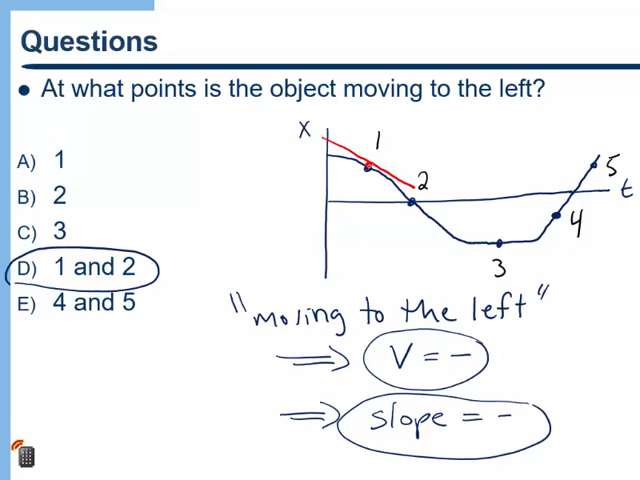 Questions
At what points is the object moving to the left?
A) 1
B) 2
C) 3
D) 1 and 2
E) 4 and 5
X
1
2
3
4
5
t
"moving to the left"
⇒ V = -
⇒ slope = -